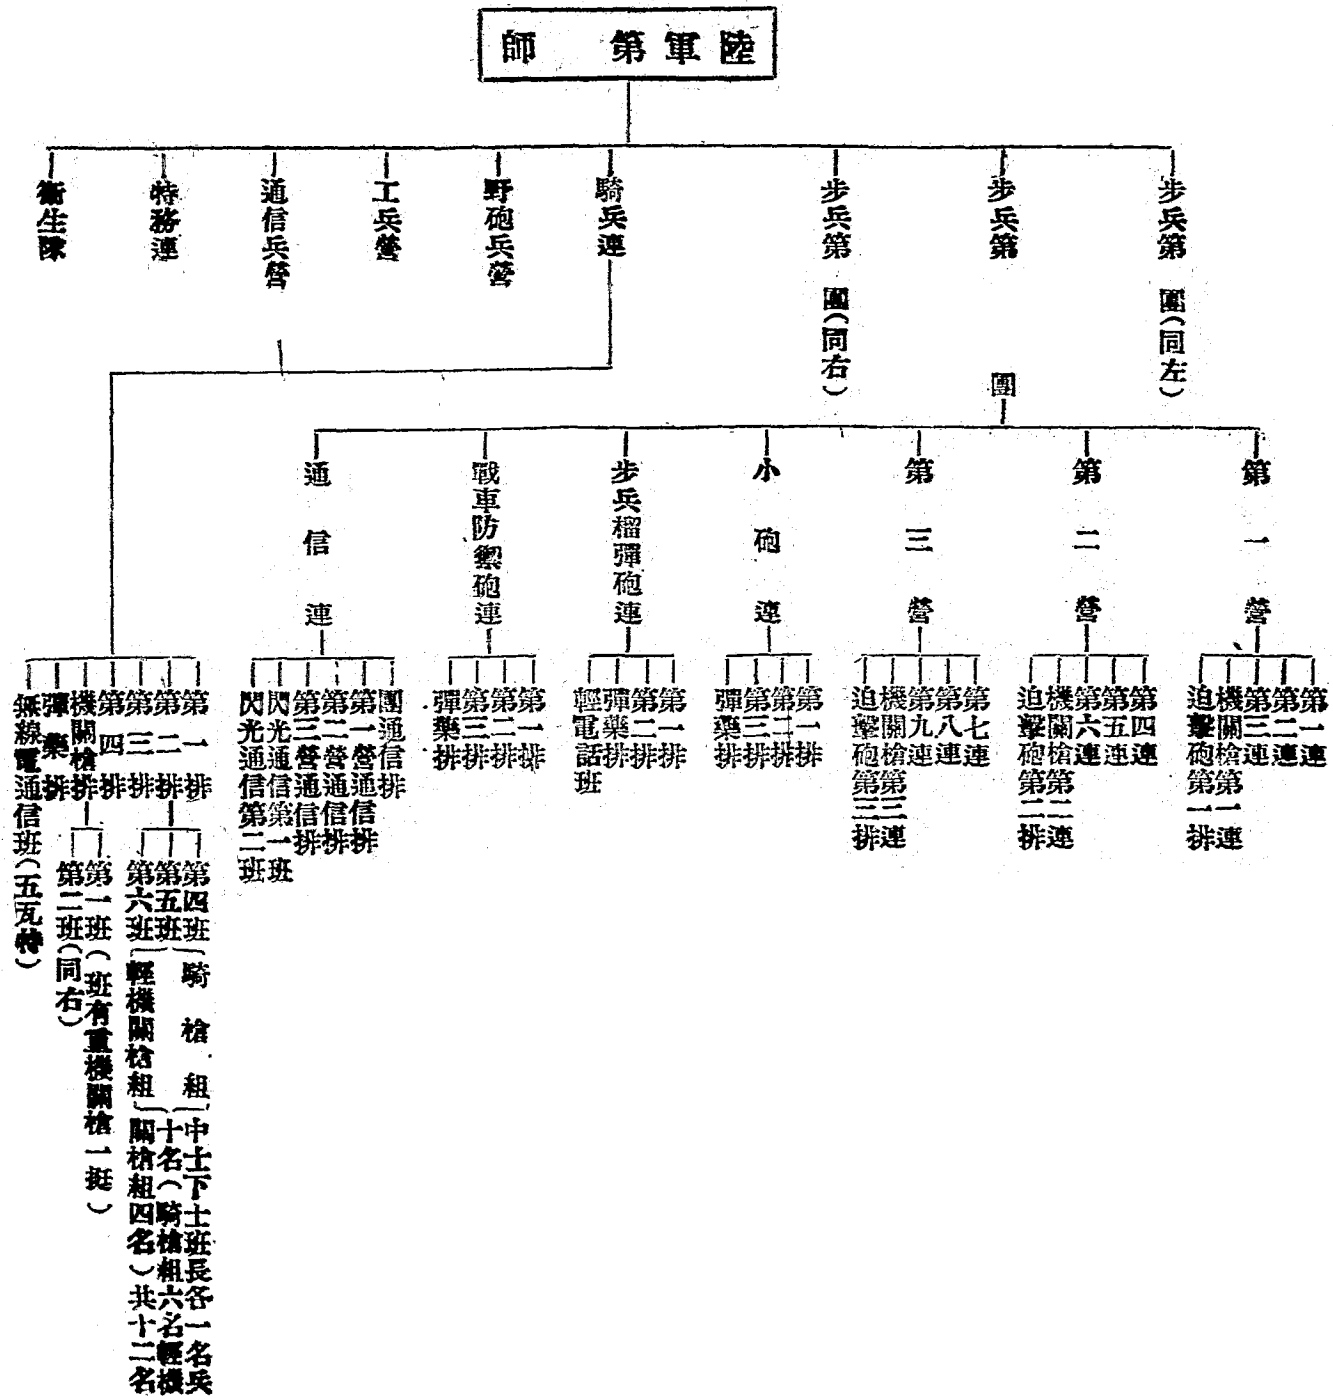 陸軍第　師
步兵第　團（同左）
步兵第　團
步兵第　團（同右）
騎兵連
野砲兵營
工兵營
通信兵營
特務連
衞生隊
第一營
第二營
第三營
小砲連
步兵榴彈砲連
戰車防禦砲連
通信連
第一連
第二連
第三連
機關槍第一連
迫擊砲第一排
第四連
第五連
第六連
機關槍第二連
迫擊砲第二排
第七連
第八連
第九連
機關槍第三連
迫擊砲第三排
第一排
第二排
第三排
彈藥排
第一排
第二排
彈藥排
輕電話班
第一排
第二排
第三排
彈藥排
團通信排
第一營通信排
第二營通信排
第三營通信排
閃光通信第一班
閃光通信第二班
第一排
第二排
第三排
第四排
機關槍排
彈藥排
無線電通信班（五瓦特）
第四班
第五班
第六班
騎槍組
輕機關槍組
中士下士班長各一名兵
十名（騎槍組六名輕機
關槍組四名）共十二名
第一班（班有重機關槍一挺）
第二班（同右）